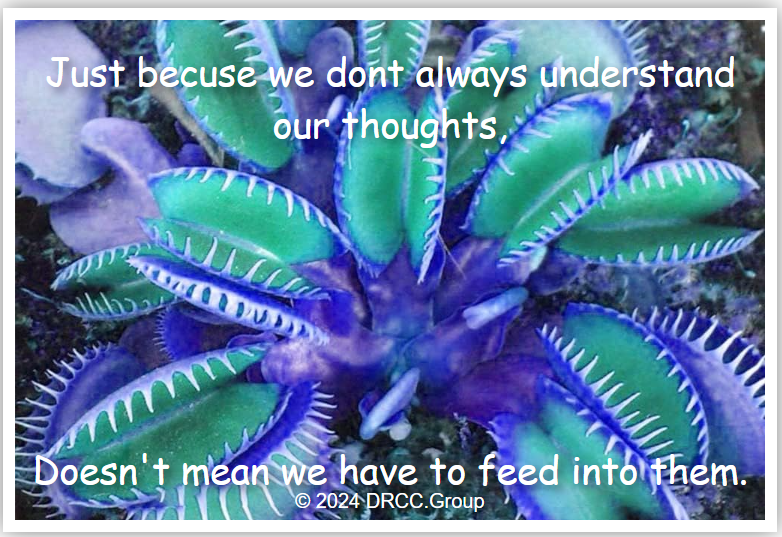 Just becuse we dont always understand
our thoughts,
Doesn't mean we have to feed into them.
© 2024 DRCC.Group